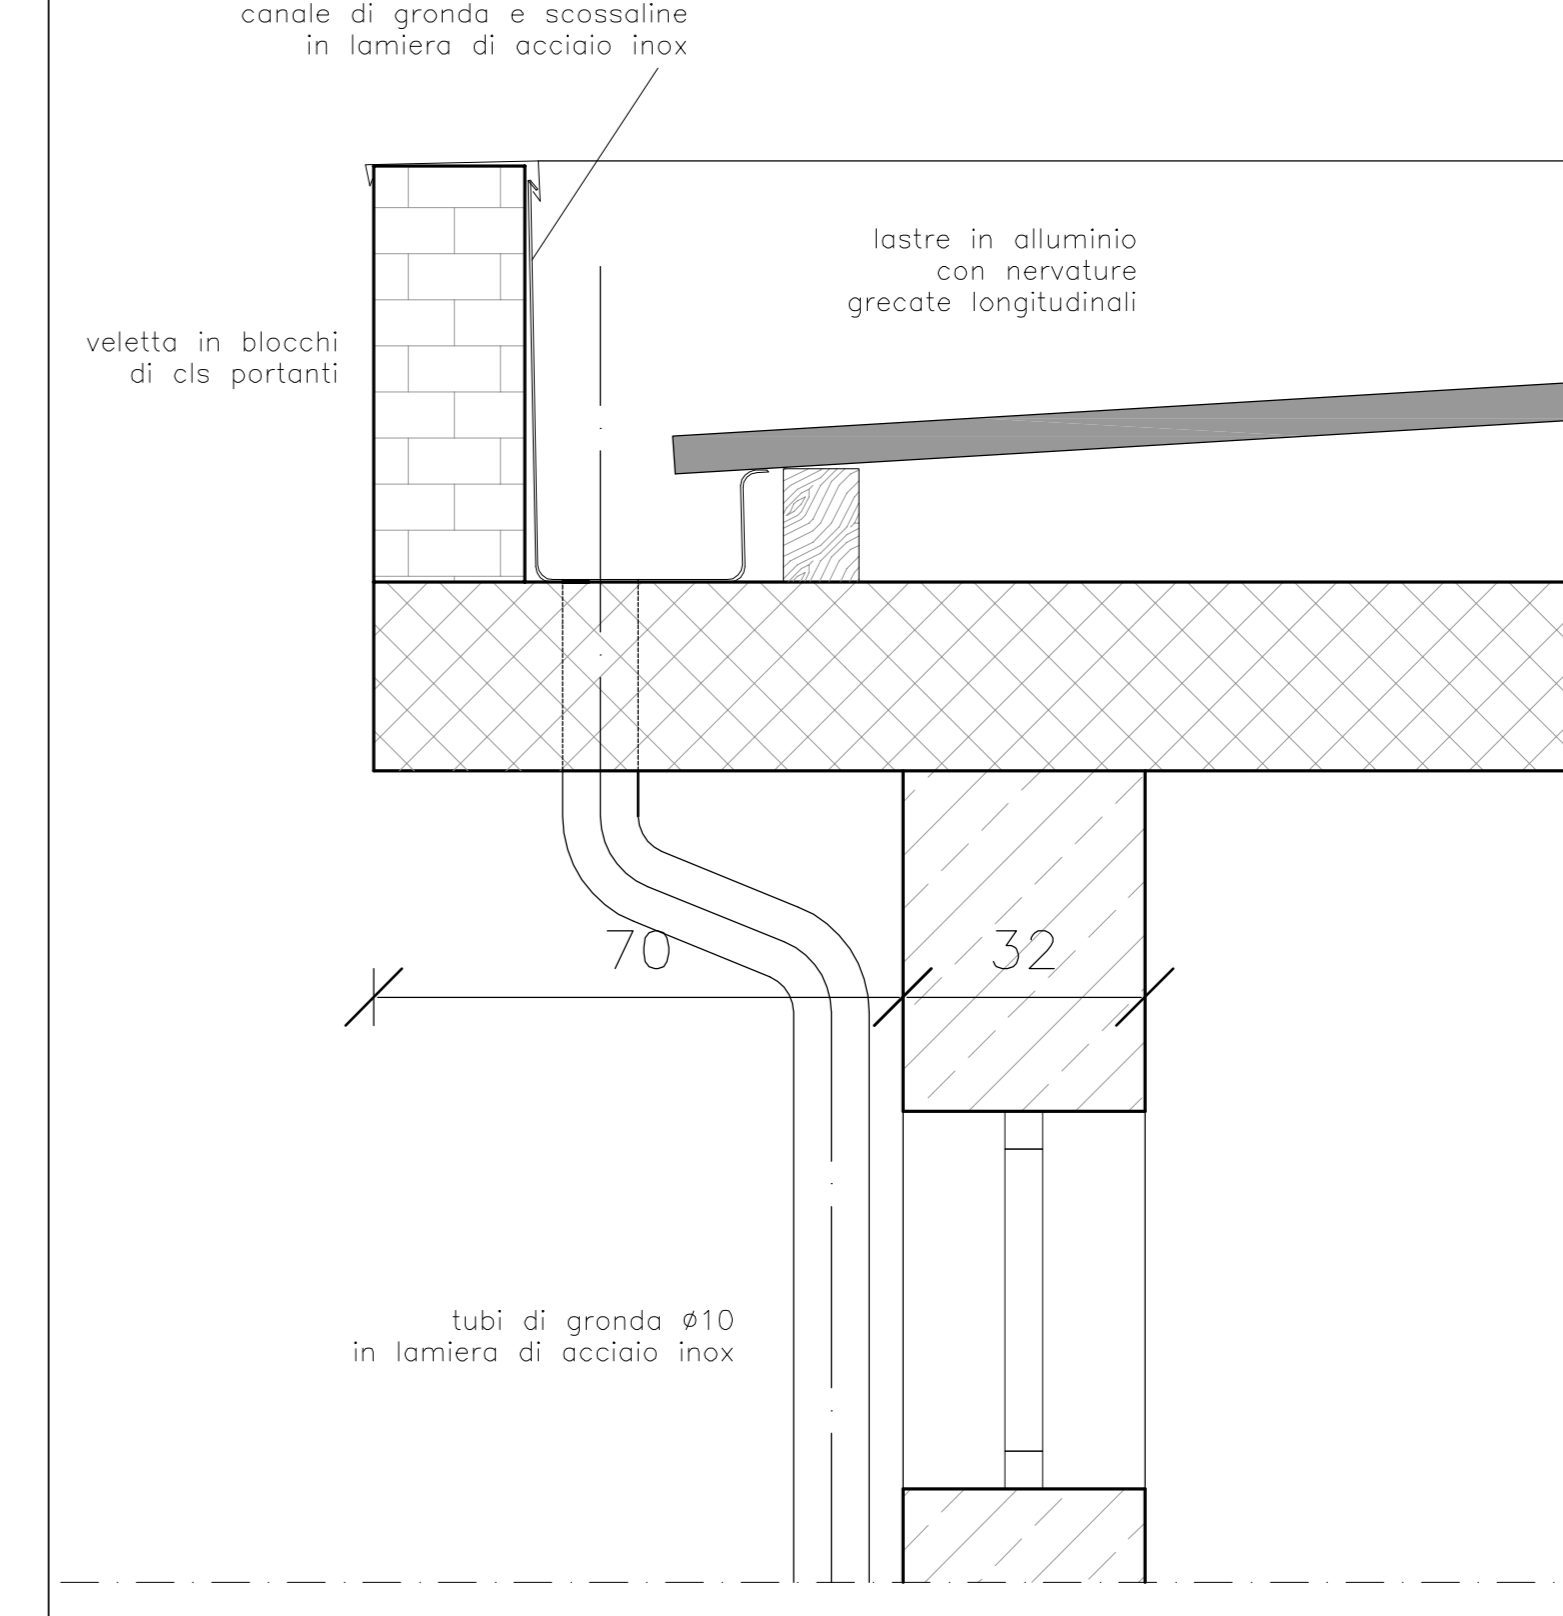 canale di gronda e scossaline
in lamiera di acciaio inox
lastre in alluminio
con nervature
grecate longitudinali
veletta in blocchi
di cls portanti
70
32
tubi di gronda ø10
in lamiera di acciaio inox